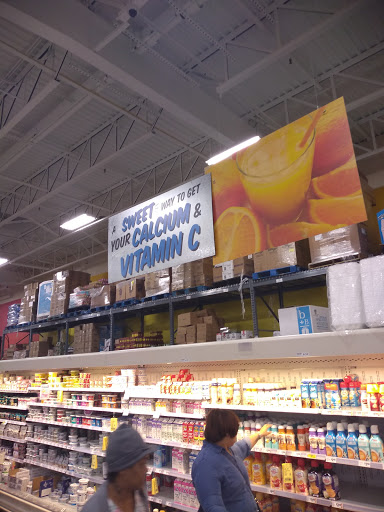 A SWEET WAY TO GET
YOUR CALCIUM &
VITAMIN C